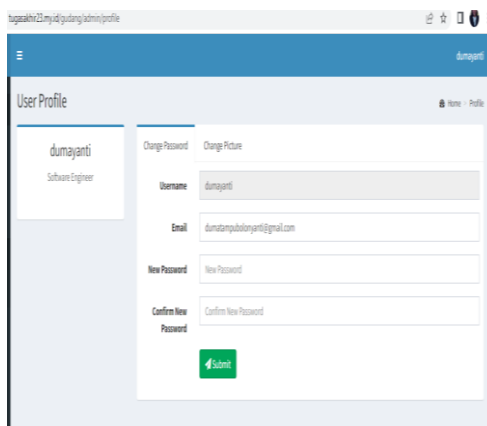 tugasakhir23.my.id/gudang/admin/profile
dumayanti
User Profile
Home > Profile
dumayanti
Software Engineer
Change Password
Change Picture
Username
dumayanti
Email
dumatampubolonyanti@gmail.com
New Password
New Password
Confirm New
Password
Confirm New Password
Submit